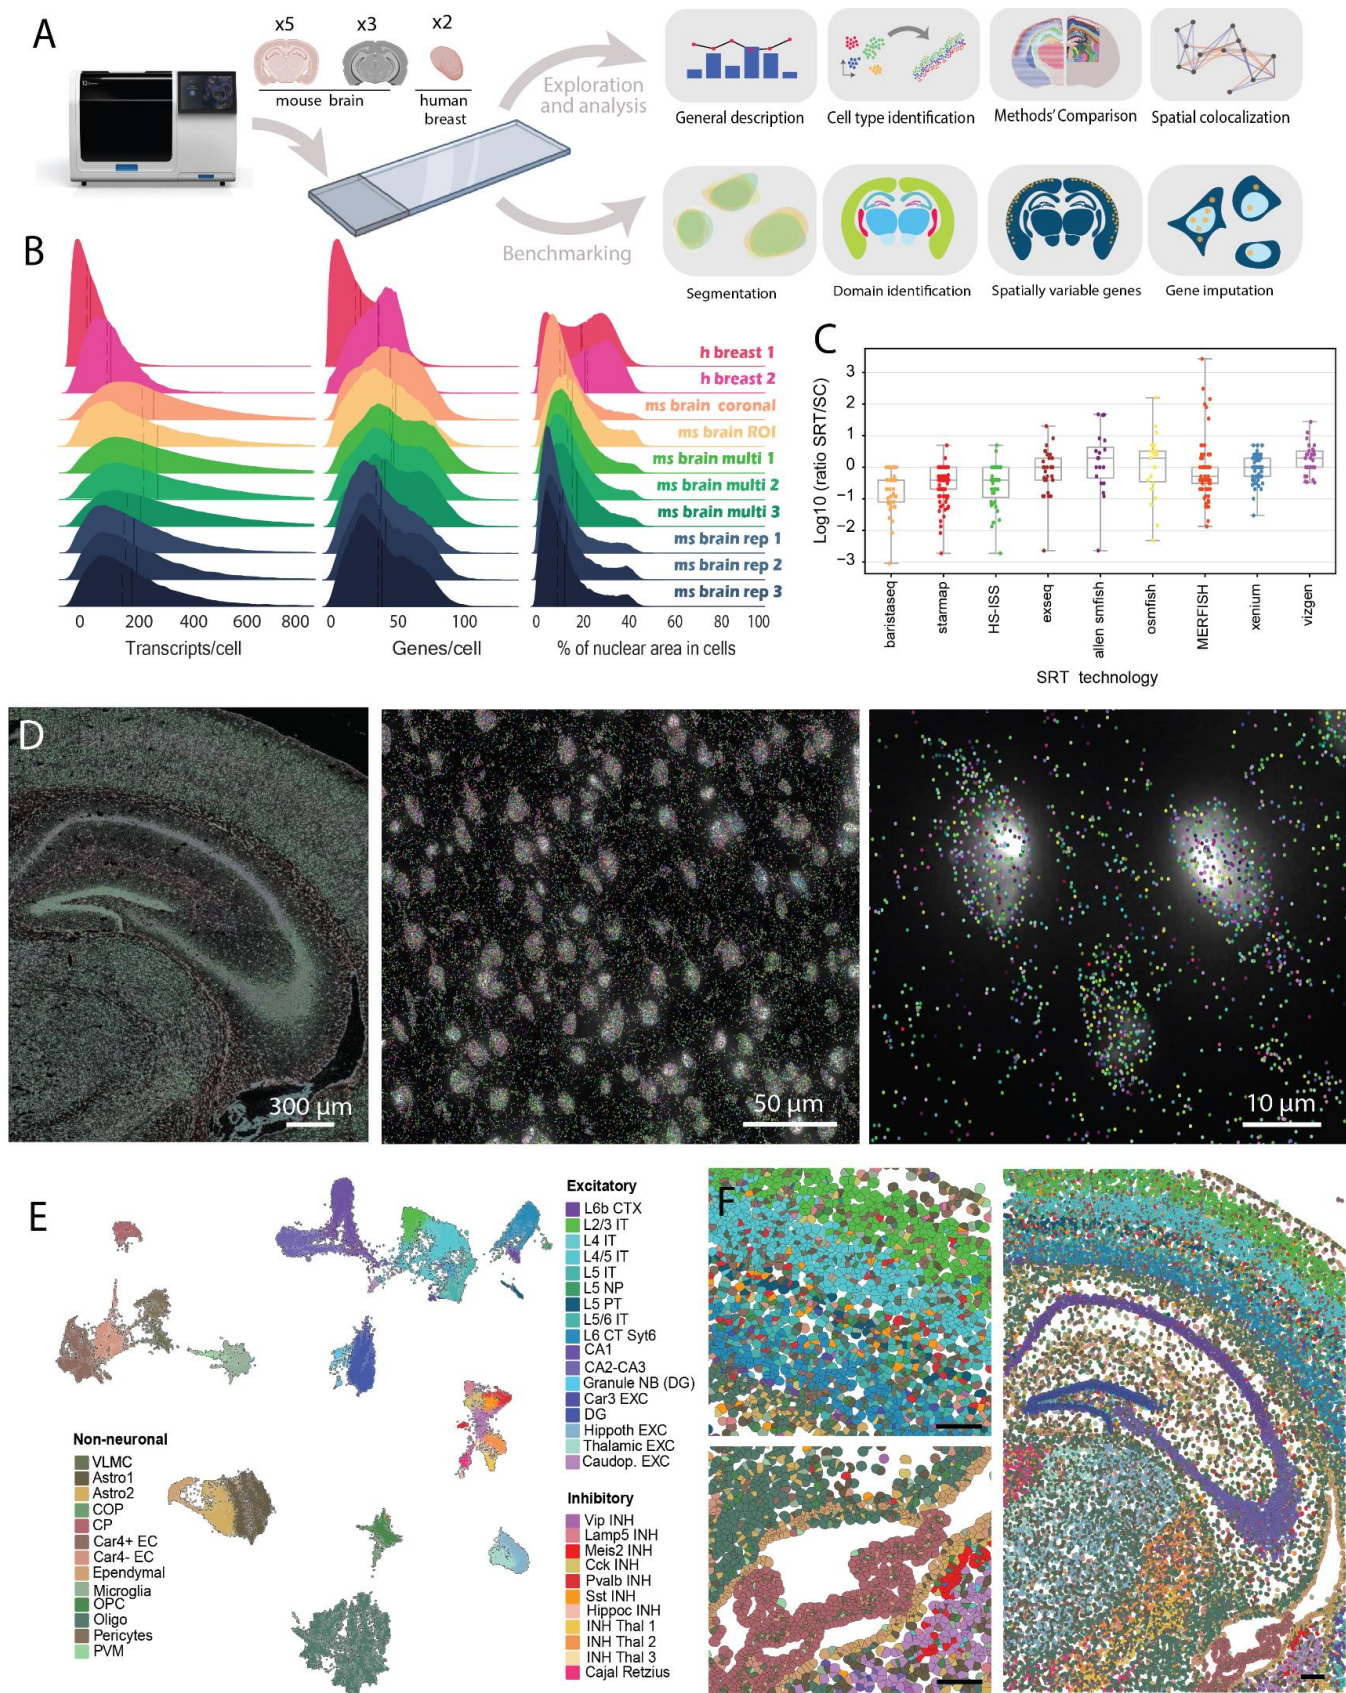 A
x5
x3
x2
mouse brain
human
breast
Exploration
and analysis
Benchmarking
General description
Cell type identification
Methods' Comparison
Spatial colocalization
Segmentation
Domain identification
Spatially variable genes
Gene imputation
B
h breast 1
h breast 2
ms brain coronal
ms brain ROI
ms brain multi 1
ms brain multi 2
ms brain multi 3
ms brain rep 1
ms brain rep 2
ms brain rep 3
0 200 400 600 800
Transcripts/cell
0 50 100
Genes/cell
0 20 40 60 80 100
% of nuclear area in cells
C
Log10 (ratio SRT/SC)
3
2
1
0
−1
−2
−3
baristaseq
starmap
HS-ISS
exseq
allen smfish
osmfish
MERFISH
xenium
vizgen
SRT technology
D
300 µm
50 µm
10 µm
E
Non-neuronal
VLMC
Astro1
Astro2
COP
CP
Car4+ EC
Car4- EC
Ependymal
Microglia
OPC
Oligo
Pericytes
PVM
Excitatory
L6b CTX
L2/3 IT
L4 IT
L4/5 IT
L5 IT
L5 NP
L5 PT
L5/6 IT
L6 CT Syt6
CA1
CA2-CA3
Granule NB (DG)
Car3 EXC
DG
Hippoth EXC
Thalamic EXC
Caudop. EXC
Inhibitory
Vip INH
Lamp5 INH
Meis2 INH
Cck INH
Pvalb INH
Sst INH
Hippoc INH
INH Thal 1
INH Thal 2
INH Thal 3
Cajal Retzius
F